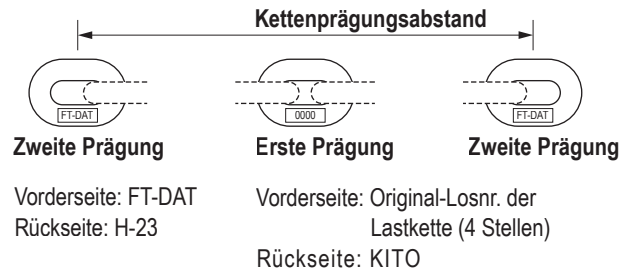 Kettenprägungsabstand
FT-DAT 0000 FT-DAT
Zweite Prägung Erste Prägung Zweite Prägung
Vorderseite: FT-DAT
Rückseite: H-23
Vorderseite: Original-Losnr. der
Lastkette (4 Stellen)
Rückseite: KITO